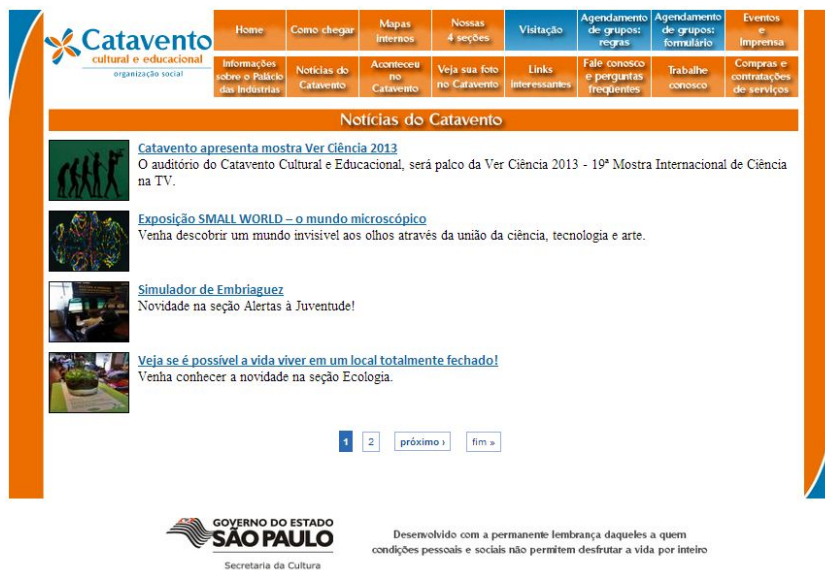 Catavento
cultural e educacional
organização social
Home
Como chegar
Mapas
internos
Nossas
4 seções
Visitação
Agendamento
de grupos:
regras
Agendamento
de grupos:
formulário
Eventos
e
Imprensa
Informações
sobre o Palácio
das Indústrias
Notícias do
Catavento
Aconteceu
no
Catavento
Veja sua foto
no Catavento
Links
interessantes
Fale conosco
e perguntas
freqüentes
Trabalhe
conosco
Compras e
contratações
de serviços
Notícias do Catavento
Catavento apresenta mostra Ver Ciência 2013
O auditório do Catavento Cultural e Educacional, será palco da Ver Ciência 2013 - 19ª Mostra Internacional de Ciência
na TV.
Exposição SMALL WORLD – o mundo microscópico
Venha descobrir um mundo invisivel aos olhos através da união da ciência, tecnologia e arte.
Simulador de Embriaguez
Novidade na seção Alertas à Juventude!
Veja se é possível a vida viver em um local totalmente fechado!
Venha conhecer a novidade na seção Ecologia.
1 2 próximo › fim »
GOVERNO DO ESTADO
SÃO PAULO
Secretaria da Cultura
Desenvolvido com a permanente lembrança daqueles a quem
condições pessoais e sociais não permitem desfrutar a vida por inteiro